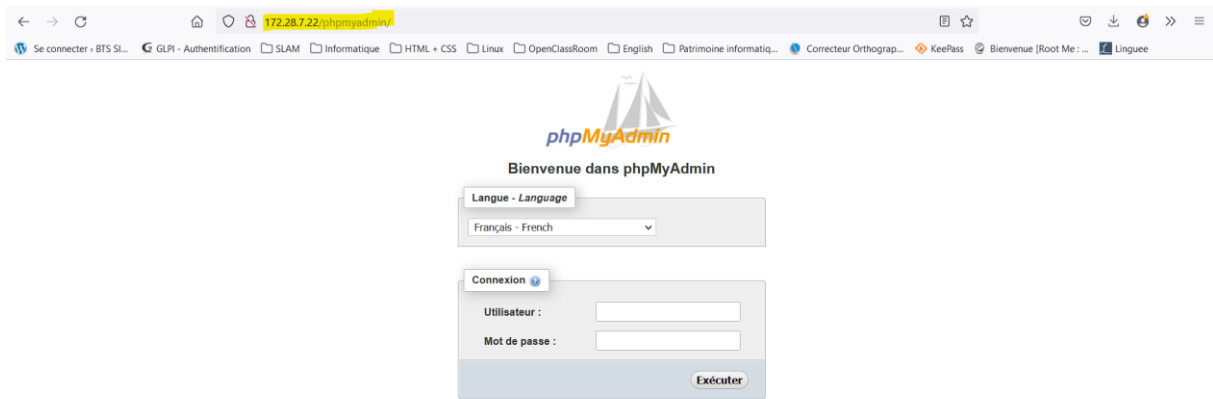 172.28.7.22/phpmyadmin/
Se connecter ‹ BTS SI... GLPI - Authentification SLAM Informatique HTML + CSS Linux OpenClassRoom English Patrimoine informatiq... Correcteur Orthograp... KeePass Bienvenue [Root Me : ... Linguee
phpMyAdmin
Bienvenue dans phpMyAdmin
Langue - Language
Français - French
Connexion
Utilisateur :
Mot de passe :
Exécuter